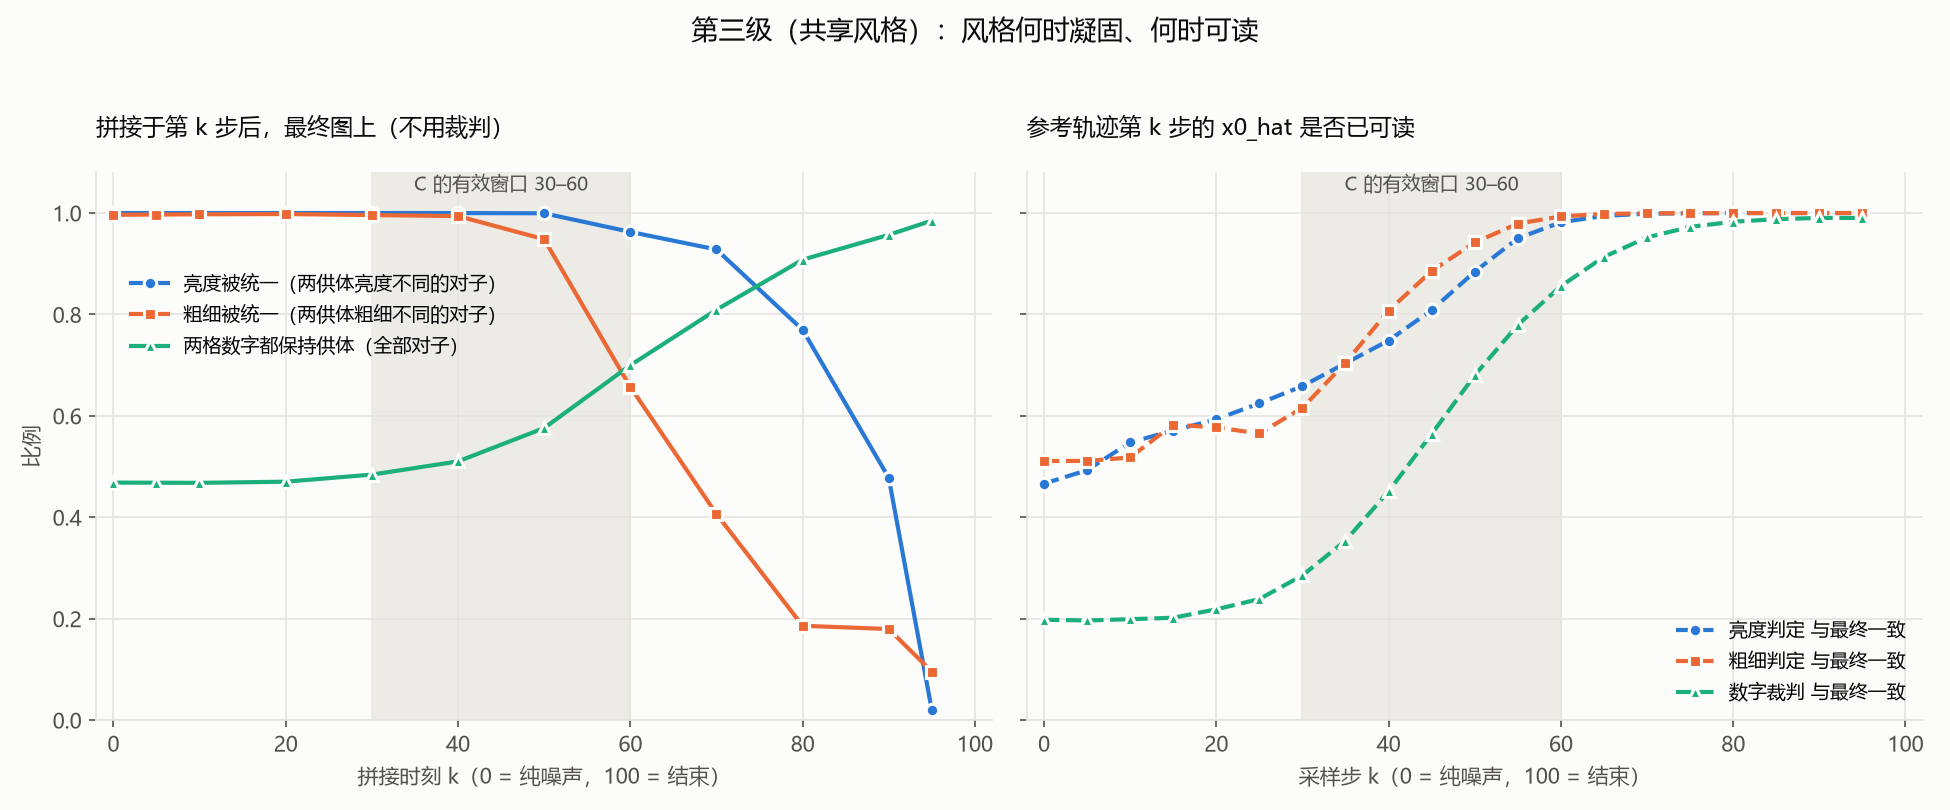 第三级（共享风格）：风格何时凝固、何时可读
拼接于第 k 步后，最终图上（不用裁判）
C 的有效窗口 30–60
亮度被统一（两供体亮度不同的对子）
粗细被统一（两供体粗细不同的对子）
两格数字都保持供体（全部对子）
比例
1.0
0.8
0.6
0.4
0.2
0.0
0 20 40 60 80 100
拼接时刻 k（0 = 纯噪声，100 = 结束）
参考轨迹第 k 步的 x0_hat 是否已可读
C 的有效窗口 30–60
亮度判定 与最终一致
粗细判定 与最终一致
数字裁判 与最终一致
0 20 40 60 80 100
采样步 k（0 = 纯噪声，100 = 结束）